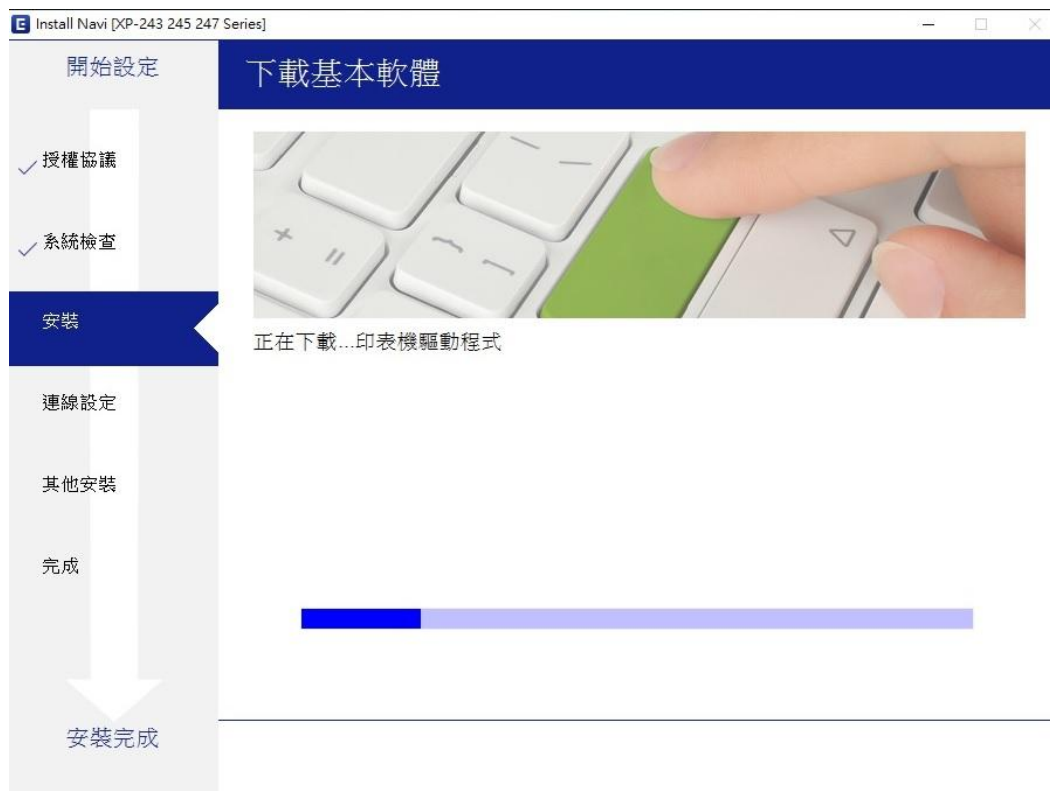 Install Navi [XP-243 245 247 Series]
開始設定
授權協議
系統檢查
安裝
連線設定
其他安裝
完成
安裝完成
下載基本軟體
正在下載...印表機驅動程式